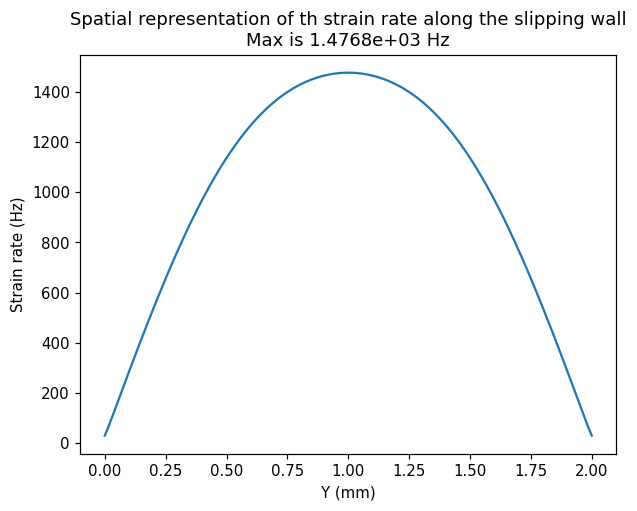 Spatial representation of th strain rate along the slipping wall
Max is 1.4768e+03 Hz
1400
1200
1000
800
600
400
200
0
Strain rate (Hz)
0.00 0.25 0.50 0.75 1.00 1.25 1.50 1.75 2.00
Y (mm)